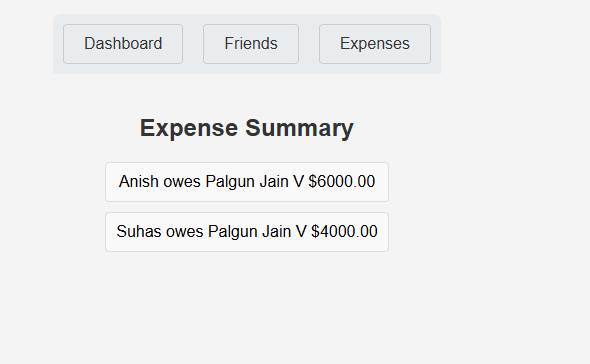 Dashboard Friends Expenses
Expense Summary
Anish owes Palgun Jain V $6000.00
Suhas owes Palgun Jain V $4000.00